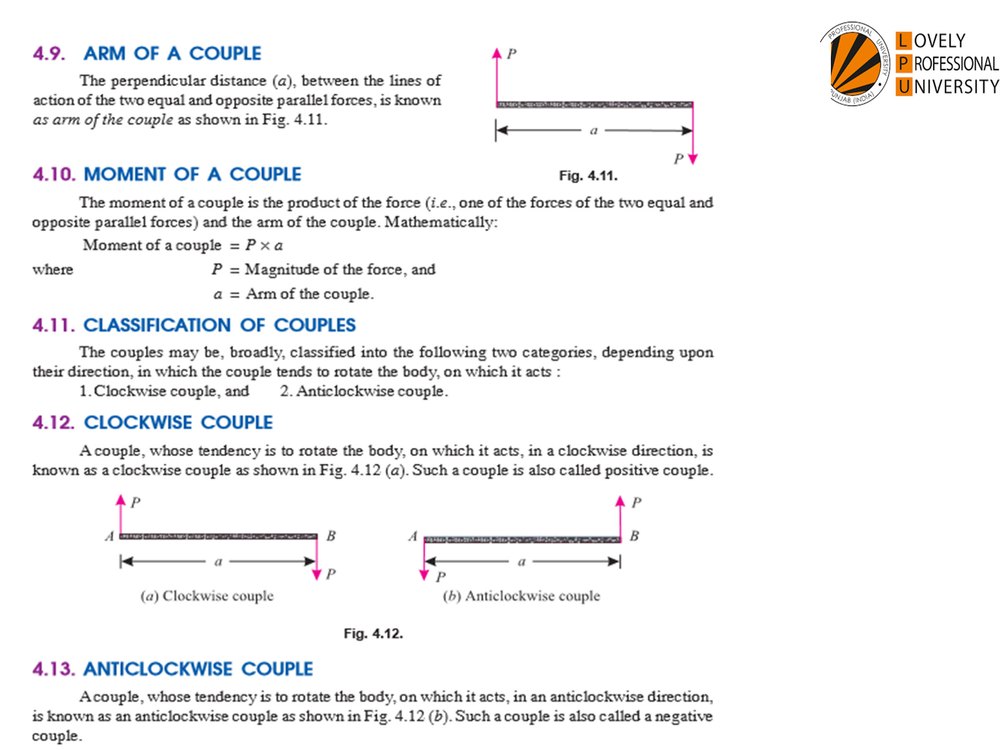 4.9. ARM OF A COUPLE
The perpendicular distance (a), between the lines of
action of the two equal and opposite parallel forces, is known
as arm of the couple as shown in Fig. 4.11.
P
a
P
Fig. 4.11.
PROFESSIONAL UNIVERSITY
PUNJAB (INDIA)
LOVELY
PROFESSIONAL
UNIVERSITY
4.10. MOMENT OF A COUPLE
The moment of a couple is the product of the force (i.e., one of the forces of the two equal and
opposite parallel forces) and the arm of the couple. Mathematically:
Moment of a couple = P × a
where P = Magnitude of the force, and
a = Arm of the couple.
4.11. CLASSIFICATION OF COUPLES
The couples may be, broadly, classified into the following two categories, depending upon
their direction, in which the couple tends to rotate the body, on which it acts :
1. Clockwise couple, and 2. Anticlockwise couple.
4.12. CLOCKWISE COUPLE
A couple, whose tendency is to rotate the body, on which it acts, in a clockwise direction, is
known as a clockwise couple as shown in Fig. 4.12 (a). Such a couple is also called positive couple.
P
A B
a
P
(a) Clockwise couple
P
A B
a
P
(b) Anticlockwise couple
Fig. 4.12.
4.13. ANTICLOCKWISE COUPLE
A couple, whose tendency is to rotate the body, on which it acts, in an anticlockwise direction,
is known as an anticlockwise couple as shown in Fig. 4.12 (b). Such a couple is also called a negative
couple.